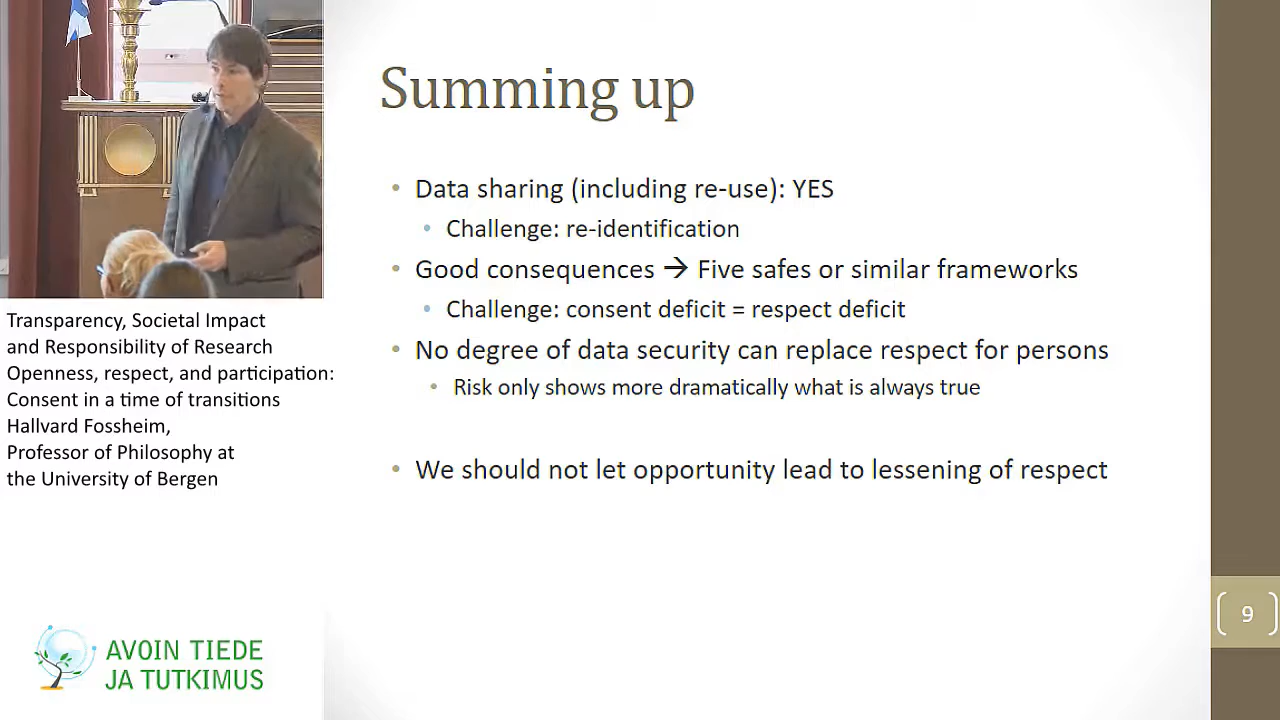 Summing up
• Data sharing (including re-use): YES
• Challenge: re-identification
• Good consequences → Five safes or similar frameworks
• Challenge: consent deficit = respect deficit
• No degree of data security can replace respect for persons
• Risk only shows more dramatically what is always true
• We should not let opportunity lead to lessening of respect
9
Transparency, Societal Impact
and Responsibility of Research
Openness, respect, and participation:
Consent in a time of transitions
Hallvard Fossheim,
Professor of Philosophy at
the University of Bergen
AVOIN TIEDE
JA TUTKIMUS